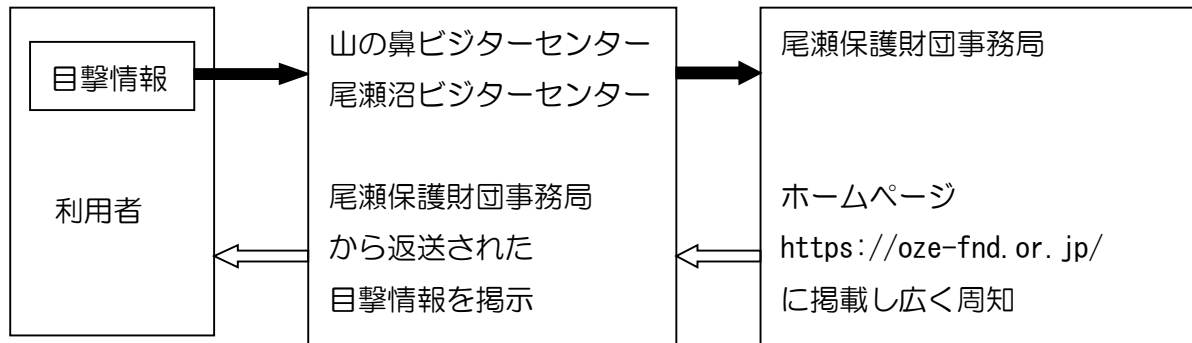 目撃情報
利用者
山の鼻ビジターセンター
尾瀬沼ビジターセンター
尾瀬保護財団事務局
から返送された
目撃情報を掲示
尾瀬保護財団事務局
ホームページ
https://oze-fnd.or.jp/
に掲載し広く周知